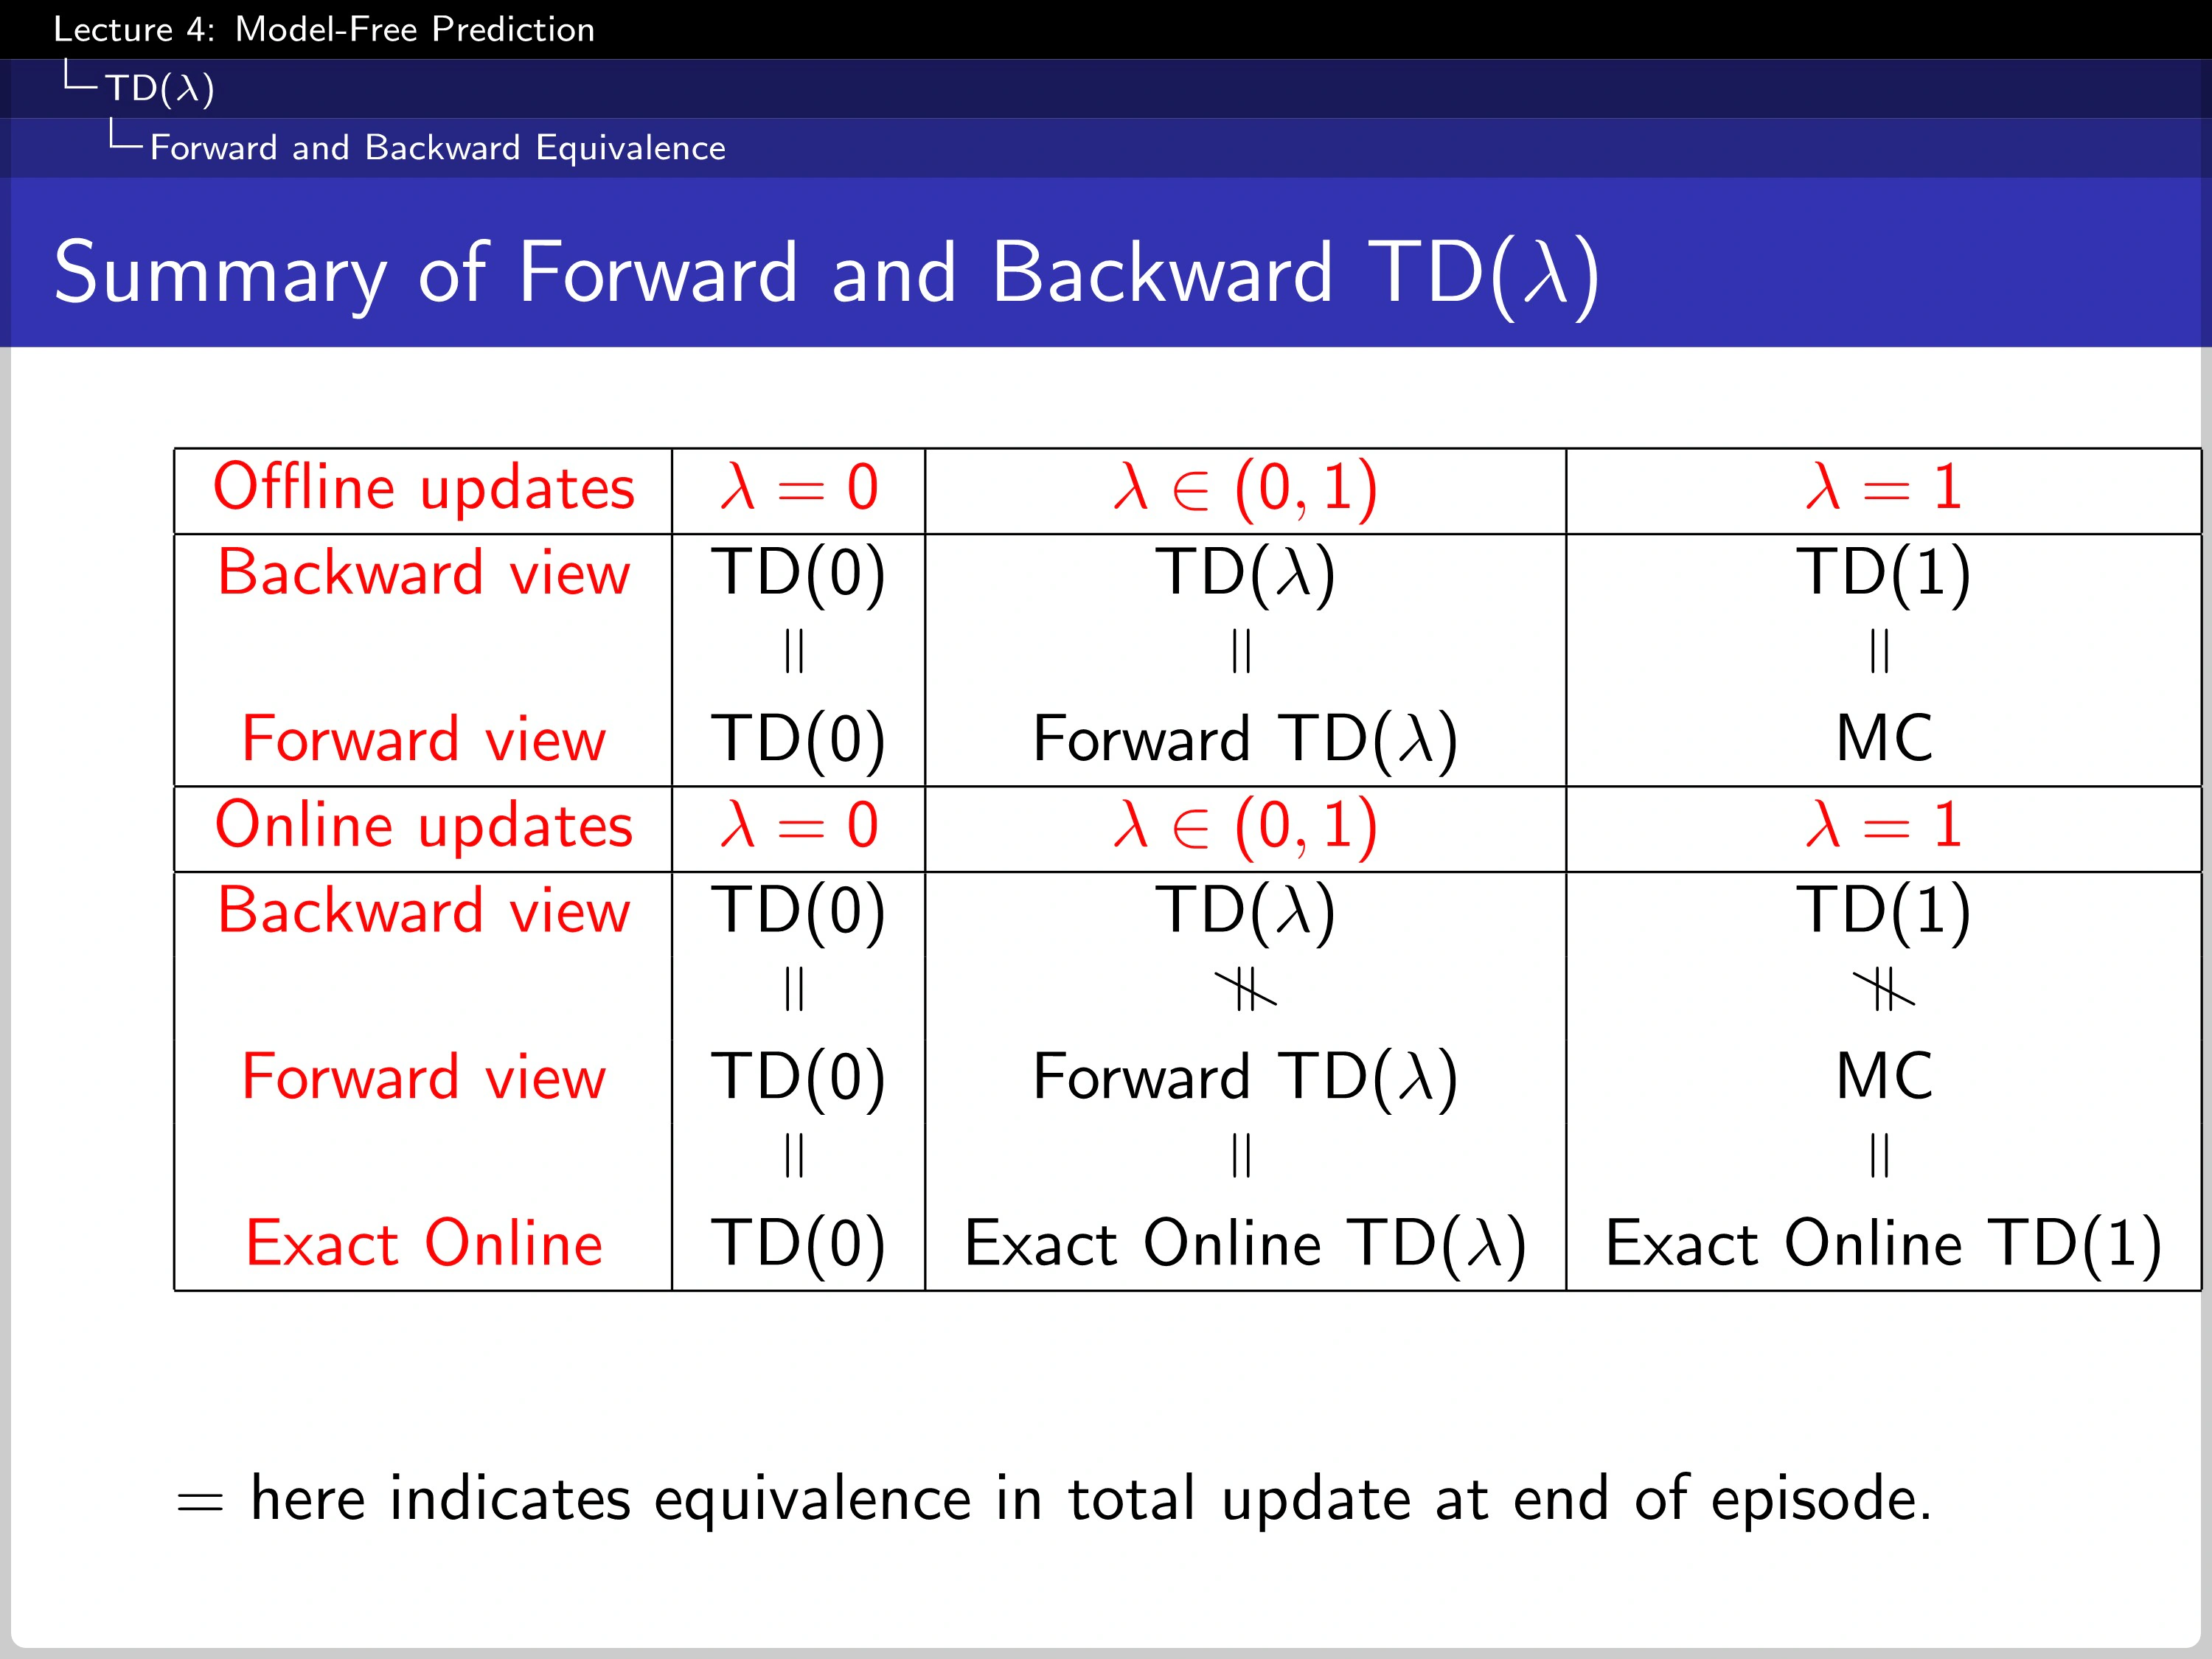 Lecture 4: Model-Free Prediction
TD(λ)
Forward and Backward Equivalence
Summary of Forward and Backward TD(λ)
Offline updates λ = 0 λ ∈ (0, 1) λ = 1
Backward view TD(0) TD(λ) TD(1)
|| || ||
Forward view TD(0) Forward TD(λ) MC
Online updates λ = 0 λ ∈ (0, 1) λ = 1
Backward view TD(0) TD(λ) TD(1)
|| ∦ ∦
Forward view TD(0) Forward TD(λ) MC
|| || ||
Exact Online TD(0) Exact Online TD(λ) Exact Online TD(1)
= here indicates equivalence in total update at end of episode.